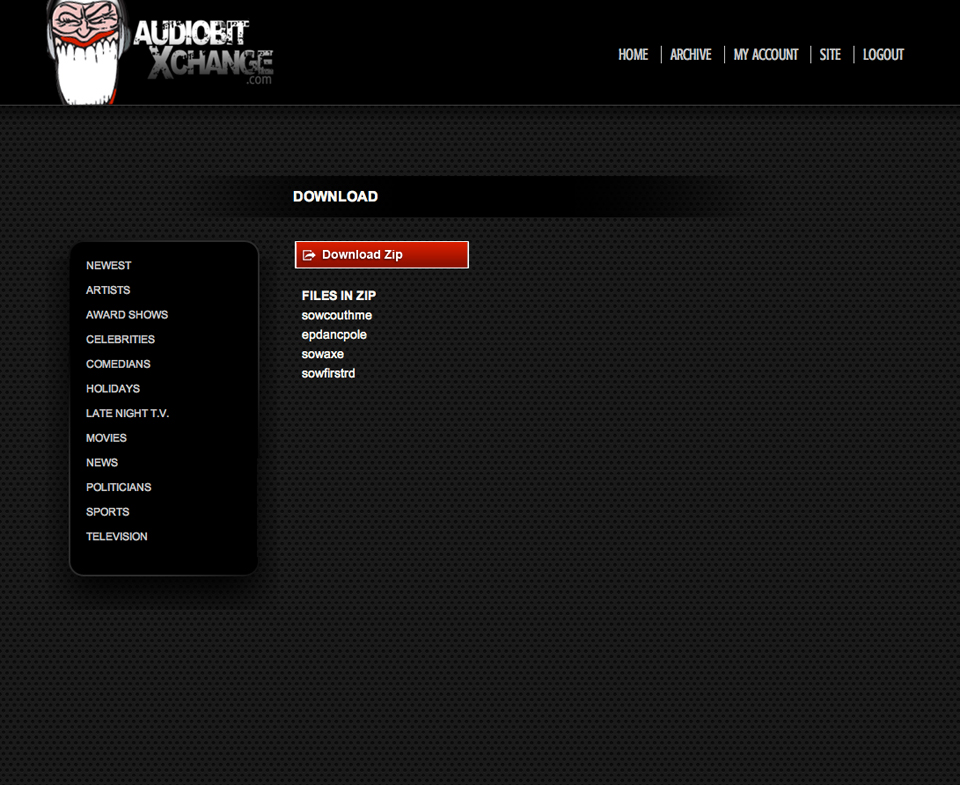 AUDIOBIT
XCHANGE
.com
HOME
ARCHIVE
MY ACCOUNT
SITE
LOGOUT
DOWNLOAD
NEWEST
ARTISTS
AWARD SHOWS
CELEBRITIES
COMEDIANS
HOLIDAYS
LATE NIGHT T.V.
MOVIES
NEWS
POLITICIANS
SPORTS
TELEVISION
Download Zip
FILES IN ZIP
sowcouthme
epdancpole
sowaxe
sowfirstrd